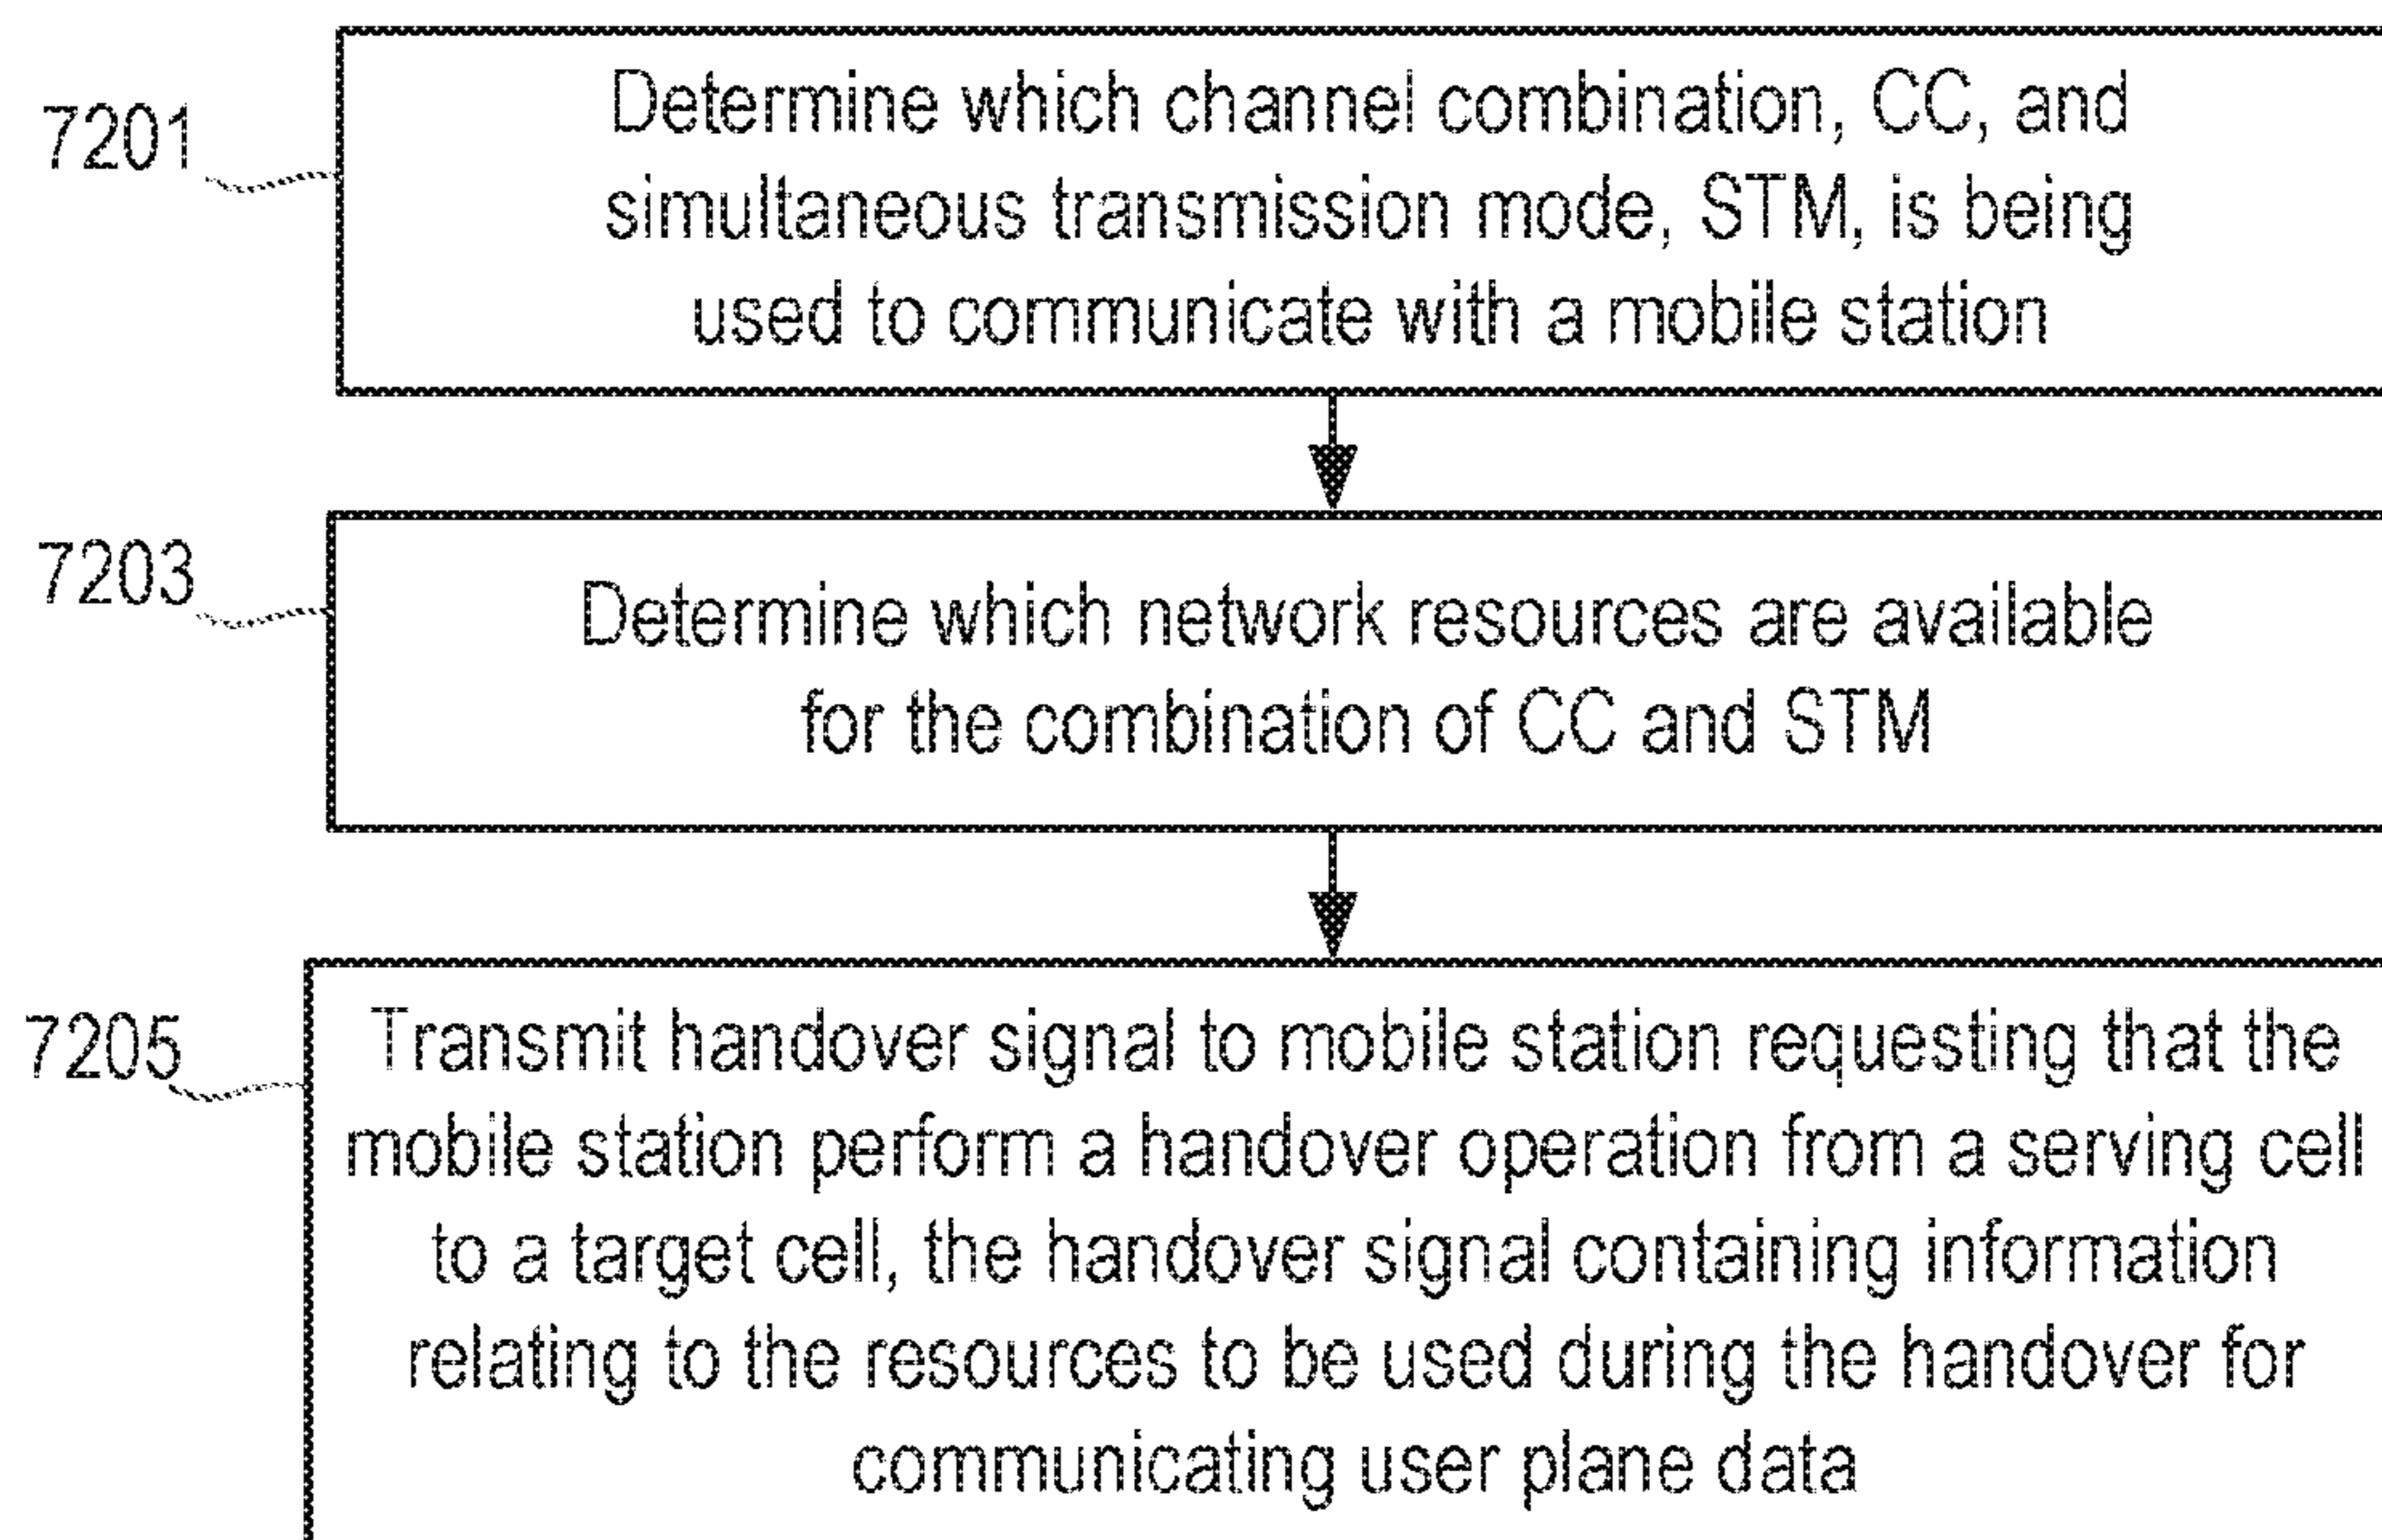 7201
Determine which channel combination, CC, and
simultaneous transmission mode, STM, is being
used to communicate with a mobile station
7203
Determine which network resources are available
for the combination of CC and STM
7205
Transmit handover signal to mobile station requesting that the
mobile station perform a handover operation from a serving cell
to a target cell, the handover signal containing information
relating to the resources to be used during the handover for
communicating user plane data